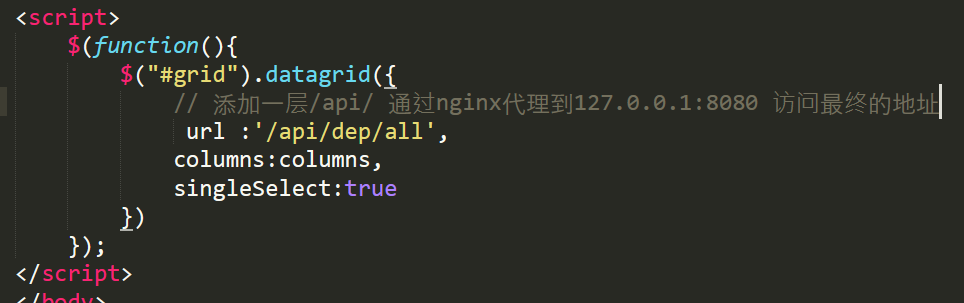 <script>
$(function(){
$("#grid").datagrid({
// 添加一层/api/ 通过nginx代理到127.0.0.1:8080 访问最终的地址
url :'/api/dep/all',
columns:columns,
singleSelect:true
})
});
</script>
</body>